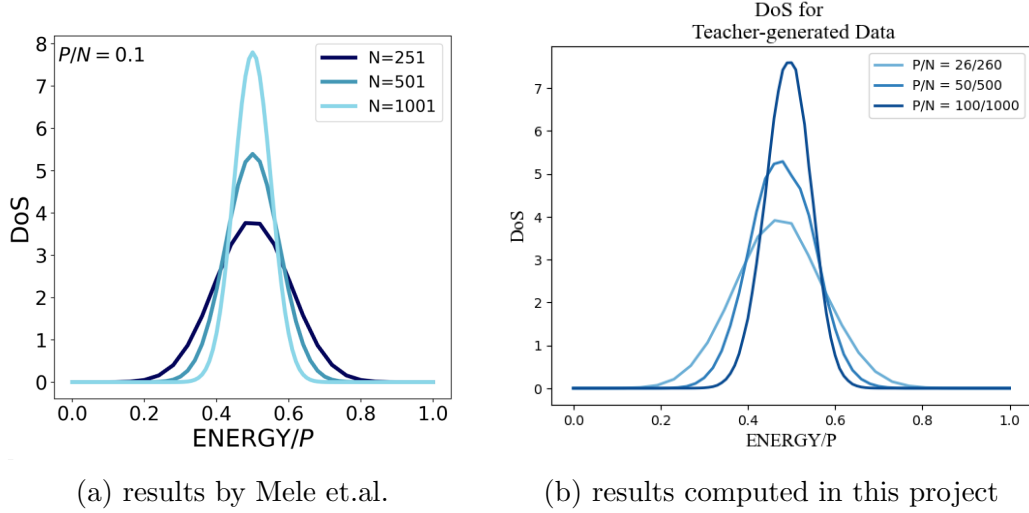 P/N = 0.1
N=251
N=501
N=1001
8
7
6
5
4
3
2
1
0
DoS
0.0 0.2 0.4 0.6 0.8 1.0
ENERGY/P
(a) results by Mele et.al.
DoS for
Teacher-generated Data
P/N = 26/260
P/N = 50/500
P/N = 100/1000
7
6
5
4
3
2
1
0
DoS
0.0 0.2 0.4 0.6 0.8 1.0
ENERGY/P
(b) results computed in this project